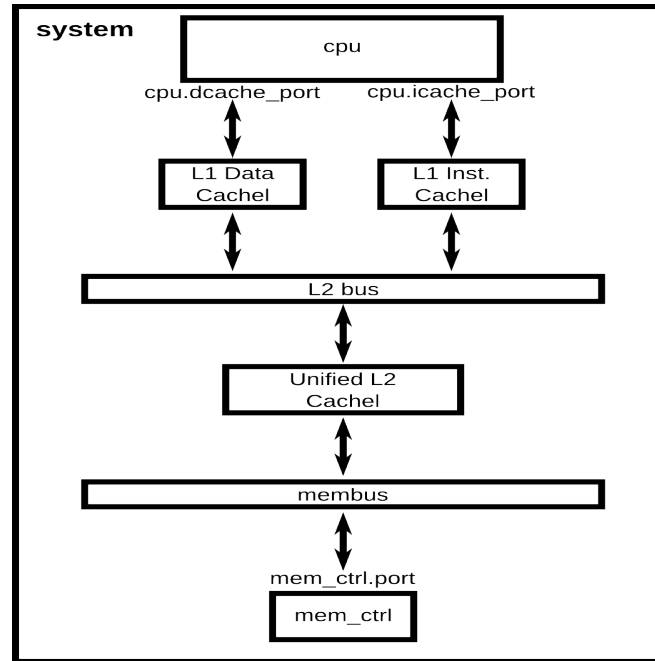 system
cpu
cpu.dcache_port
cpu.icache_port
L1 Data
Cachel
L1 Inst.
Cachel
L2 bus
Unified L2
Cachel
membus
mem_ctrl.port
mem_ctrl